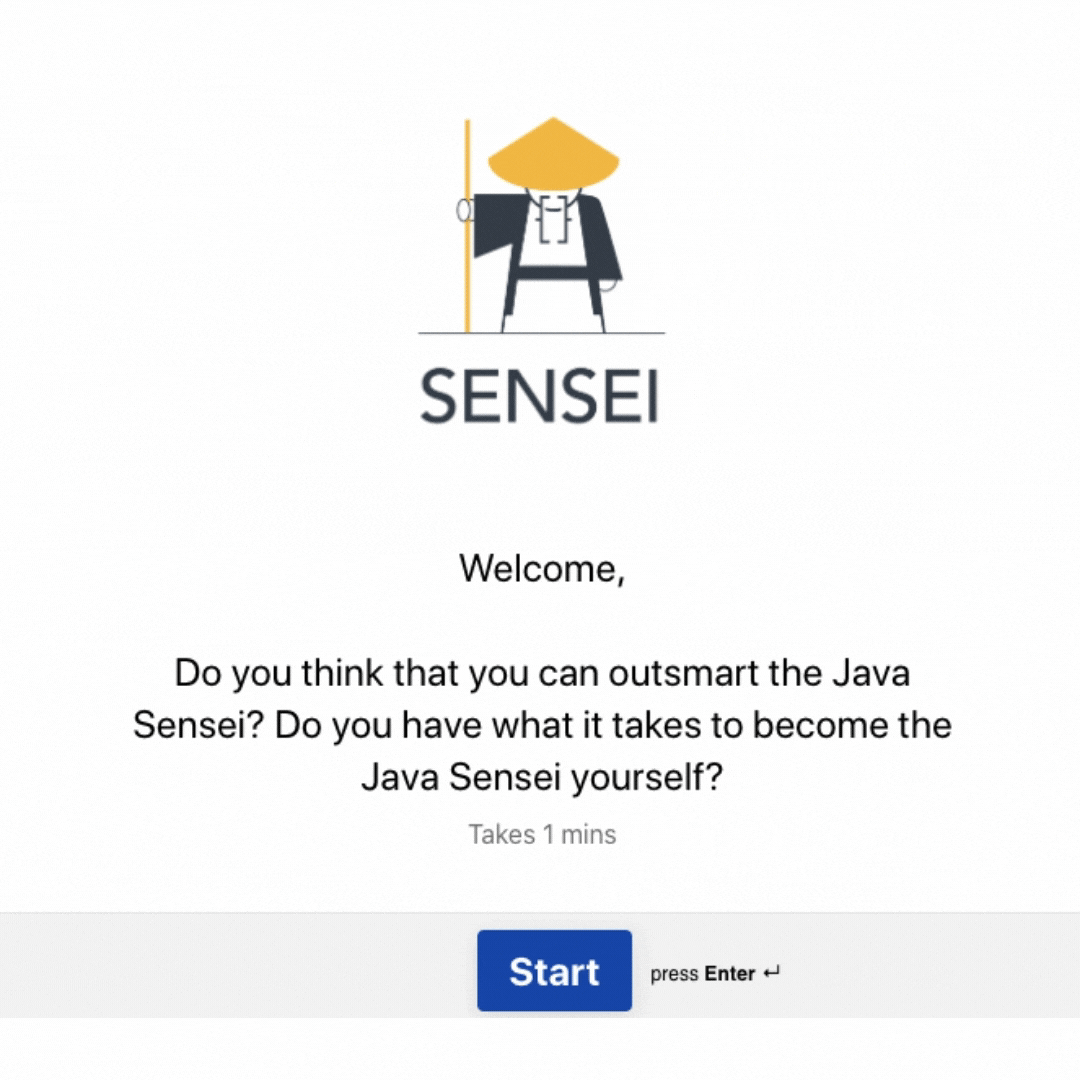 SENSEI
Welcome,
Do you think that you can outsmart the Java
Sensei? Do you have what it takes to become the
Java Sensei yourself?
Takes 1 mins
Start
press Enter ↵